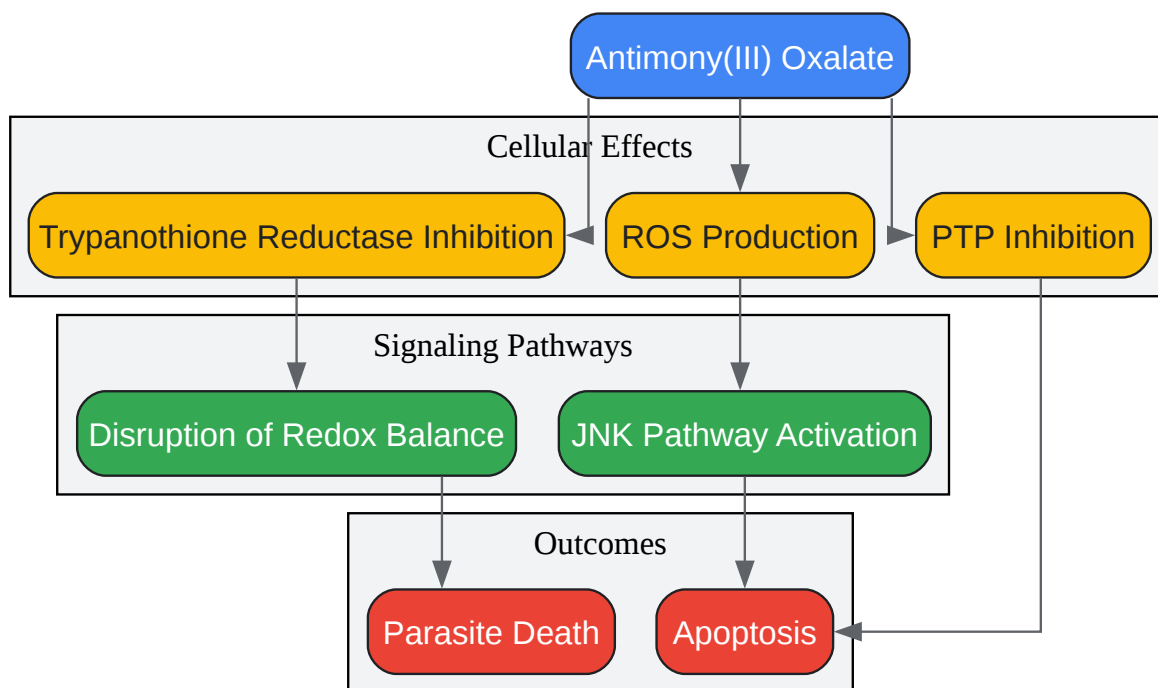 Antimony(III) Oxalate
Cellular Effects
Trypanothione Reductase Inhibition
ROS Production
PTP Inhibition
Signaling Pathways
Disruption of Redox Balance
JNK Pathway Activation
Outcomes
Parasite Death
Apoptosis